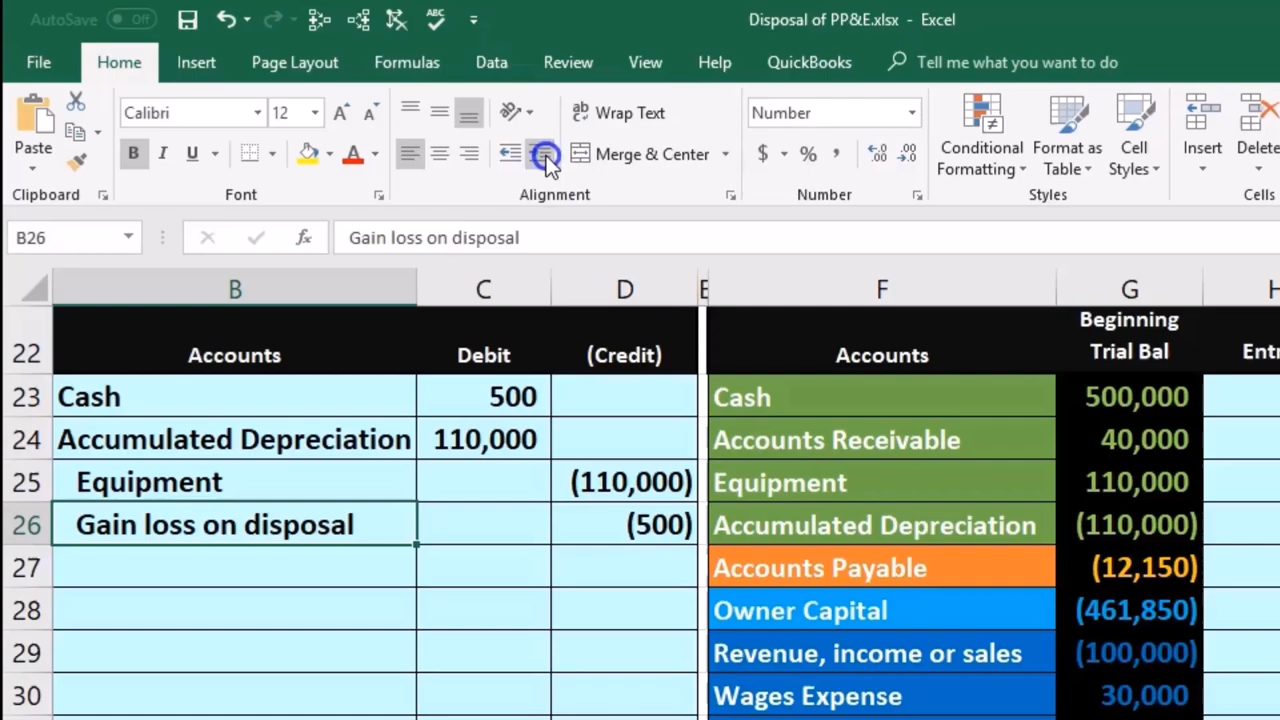 AutoSave Off ABC Disposal of PP&E.xlsx - Excel
File Home Insert Page Layout Formulas Data Review View Help QuickBooks Tell me what you want to do
Paste Calibri 12 Wrap Text Number Conditional Formatting Format as Table Cell Styles Insert Delete
B I U A Merge & Center $ % ,
Clipboard Font Alignment Number Styles Cells
B26 fx Gain loss on disposal
B C D E F G H
22 Accounts Debit (Credit) Accounts Beginning Trial Bal Entr
23 Cash 500 Cash 500,000
24 Accumulated Depreciation 110,000 Accounts Receivable 40,000
25 Equipment (110,000) Equipment 110,000
26 Gain loss on disposal (500) Accumulated Depreciation (110,000)
27 Accounts Payable (12,150)
28 Owner Capital (461,850)
29 Revenue, income or sales (100,000)
30 Wages Expense 30,000